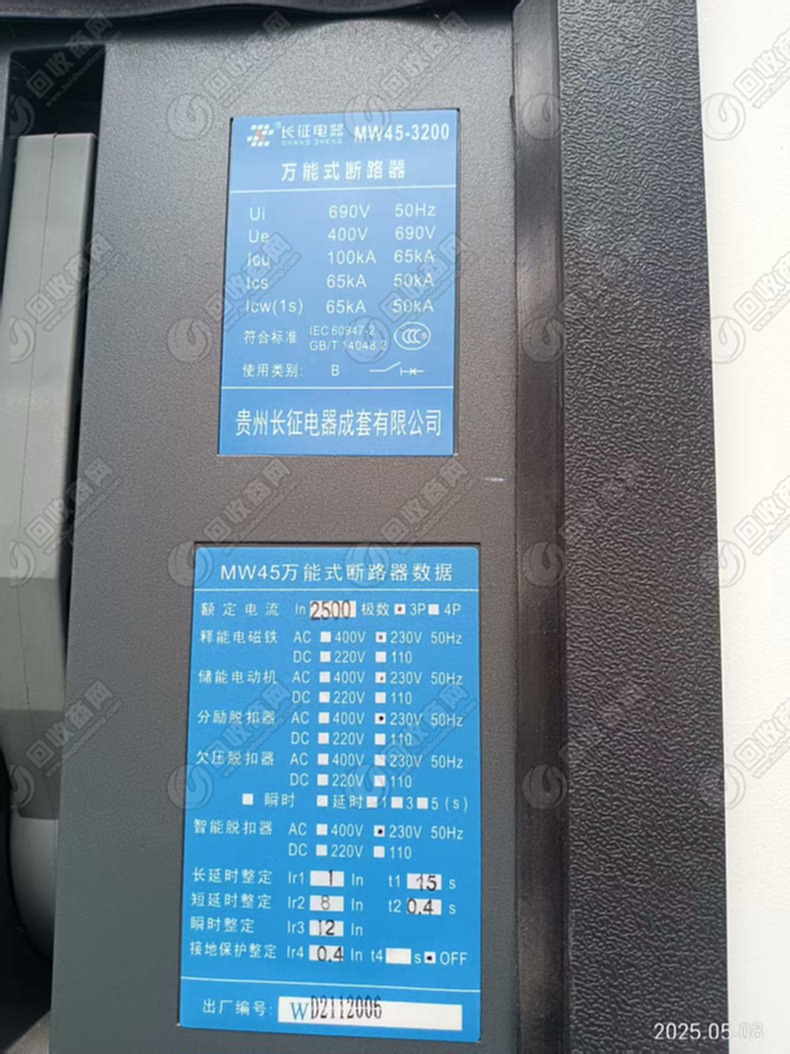 长征电器 MW45-3200
CHANG ZHENG
万能式断路器
Ui 690V 50Hz
Ue 400V 690V
Icu 100kA 65kA
Ics 65kA 50kA
Icw(1s) 65kA 50kA
符合标准 IEC 60947-2
GB/T 14048.2
使用类别: B
贵州长征电器成套有限公司
MW45万能式断路器数据
额定电流 In 2500 极数 3P 4P
释能电磁铁 AC 400V 230V 50Hz
DC 220V 110
储能电动机 AC 400V 230V 50Hz
DC 220V 110
分励脱扣器 AC 400V 230V 50Hz
DC 220V 110
欠压脱扣器 AC 400V 230V 50Hz
DC 220V 110
瞬时 延时 1 3 5 (s)
智能脱扣器 AC 400V 230V 50Hz
DC 220V 110
长延时整定 Ir1 1 In t1 15 s
短延时整定 Ir2 8 In t2 0.4 s
瞬时整定 Ir3 12 In
接地保护整定 Ir4 0.4 In t4 s OFF
出厂编号: WD2112006
2025.05.08
回收商网